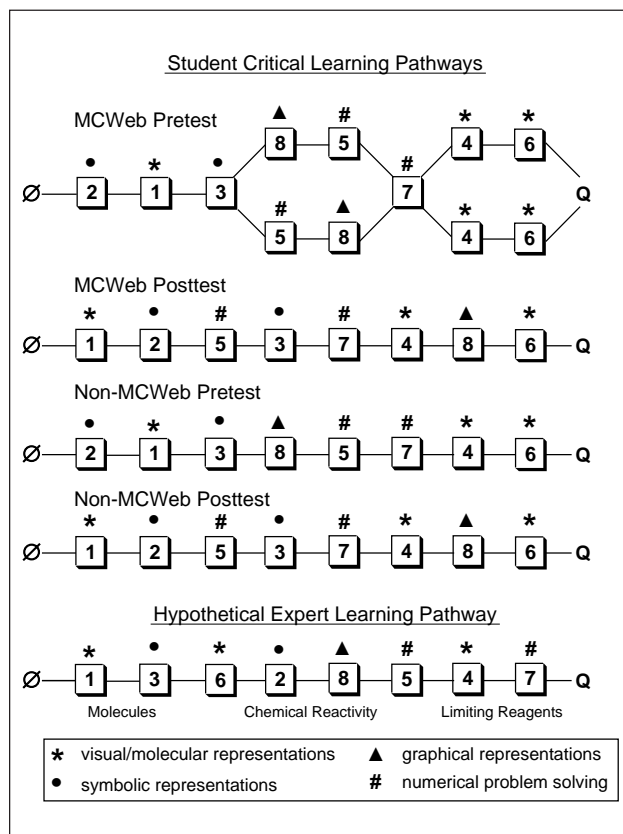 Student Critical Learning Pathways
MCWeb Pretest
▲ # * *
8 5 4 6
● * ● #
Ø 2 1 3 7 Q
# ▲ * *
5 8 4 6
MCWeb Posttest
* ● # ● # * ▲ *
Ø 1 2 5 3 7 4 8 6 Q
Non-MCWeb Pretest
● * ● ▲ # # * *
Ø 2 1 3 8 5 7 4 6 Q
Non-MCWeb Posttest
* ● # ● # * ▲ *
Ø 1 2 5 3 7 4 8 6 Q
Hypothetical Expert Learning Pathway
* ● * ● ▲ # * #
Ø 1 3 6 2 8 5 4 7 Q
Molecules Chemical Reactivity Limiting Reagents
* visual/molecular representations ▲ graphical representations
● symbolic representations # numerical problem solving